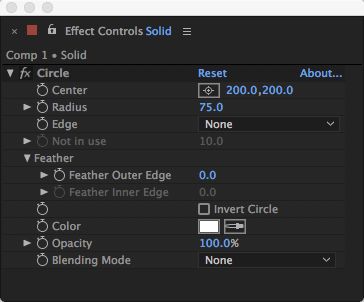 Effect Controls Solid
Comp 1 • Solid
fx Circle Reset About...
Center 200.0,200.0
Radius 75.0
Edge None
Not in use 10.0
Feather
Feather Outer Edge 0.0
Feather Inner Edge 0.0
Invert Circle
Color
Opacity 100.0%
Blending Mode None